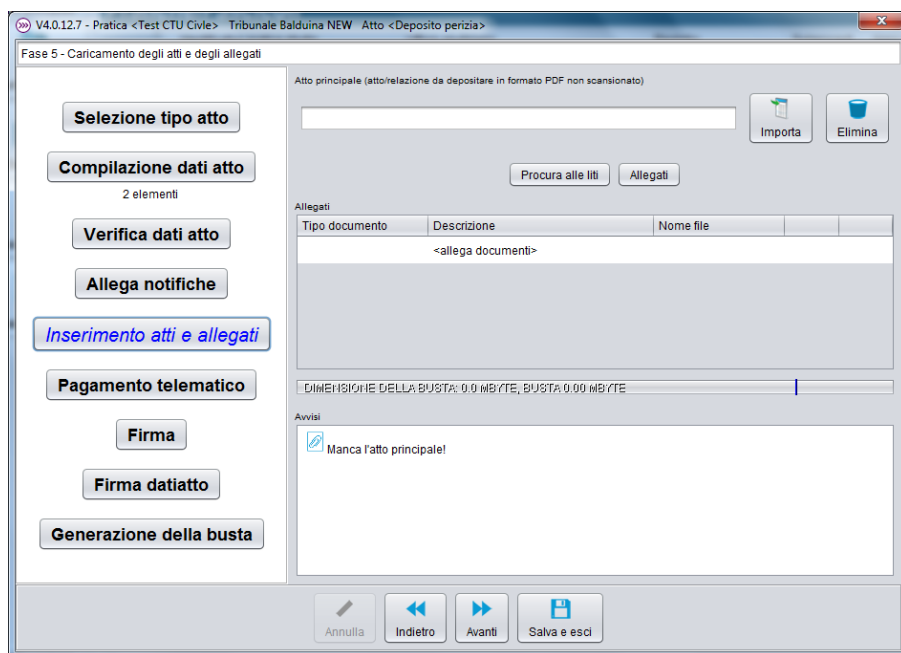 V4.0.12.7 - Pratica <Test CTU Civle> Tribunale Balduina NEW Atto <Deposito perizia>
Fase 5 - Caricamento degli atti e degli allegati
Selezione tipo atto
Compilazione dati atto
2 elementi
Verifica dati atto
Allega notifiche
Inserimento atti e allegati
Pagamento telematico
Firma
Firma datiatto
Generazione della busta
Atto principale (atto/relazione da depositare in formato PDF non scansionato)
Importa
Elimina
Procura alle liti
Allegati
Allegati
Tipo documento Descrizione Nome file
<allega documenti>
DIMENSIONE DELLA BUSTA: 0.0 MBYTE, BUSTA 0.00 MBYTE
Avvisi
Manca l'atto principale!
Annulla
Indietro
Avanti
Salva e esci